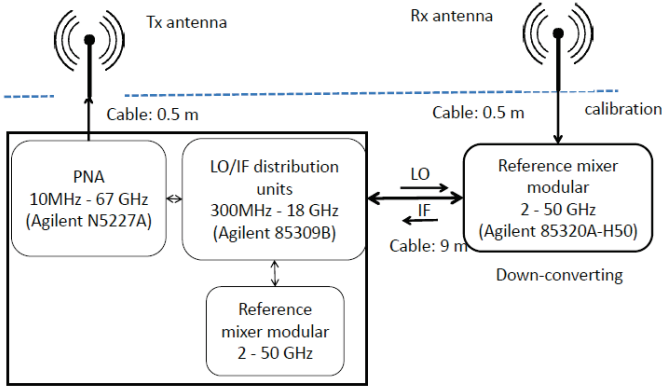 Tx antenna
Rx antenna
Cable: 0.5 m
Cable: 0.5 m
calibration
PNA
10MHz - 67 GHz
(Agilent N5227A)
LO/IF distribution
units
300MHz - 18 GHz
(Agilent 85309B)
LO
IF
Cable: 9 m
Reference mixer
modular
2 - 50 GHz
(Agilent 85320A-H50)
Down-converting
Reference
mixer modular
2 - 50 GHz